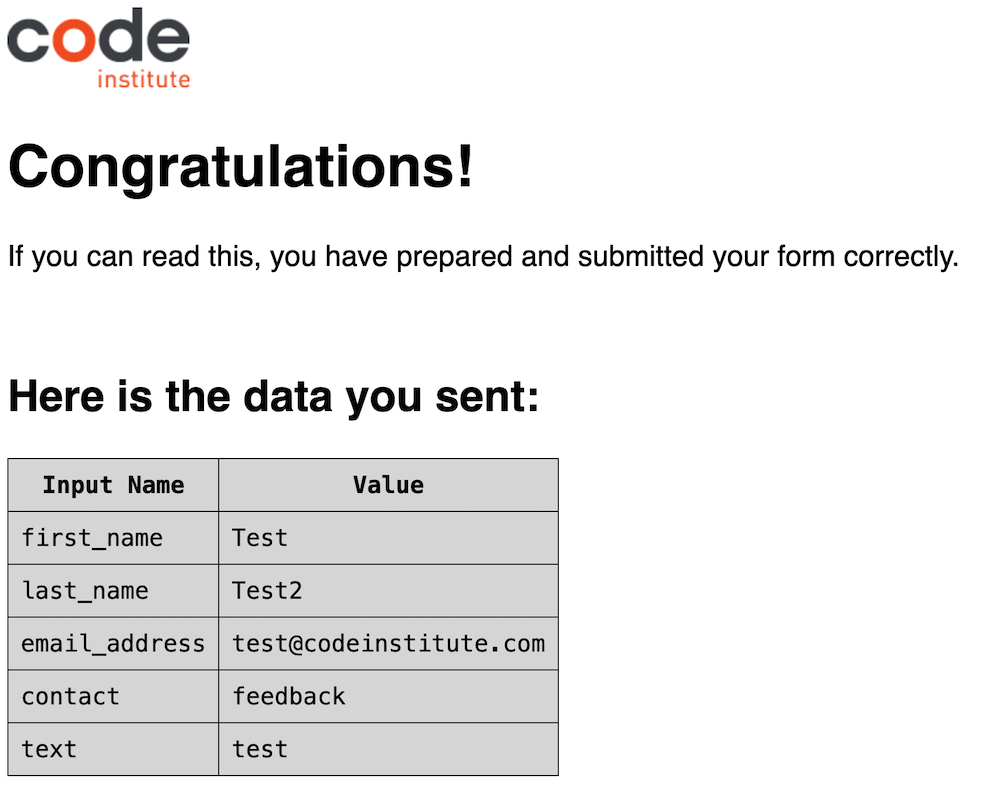 code
institute
Congratulations!
If you can read this, you have prepared and submitted your form correctly.
Here is the data you sent:
Input Name Value
first_name Test
last_name Test2
email_address test@codeinstitute.com
contact feedback
text test